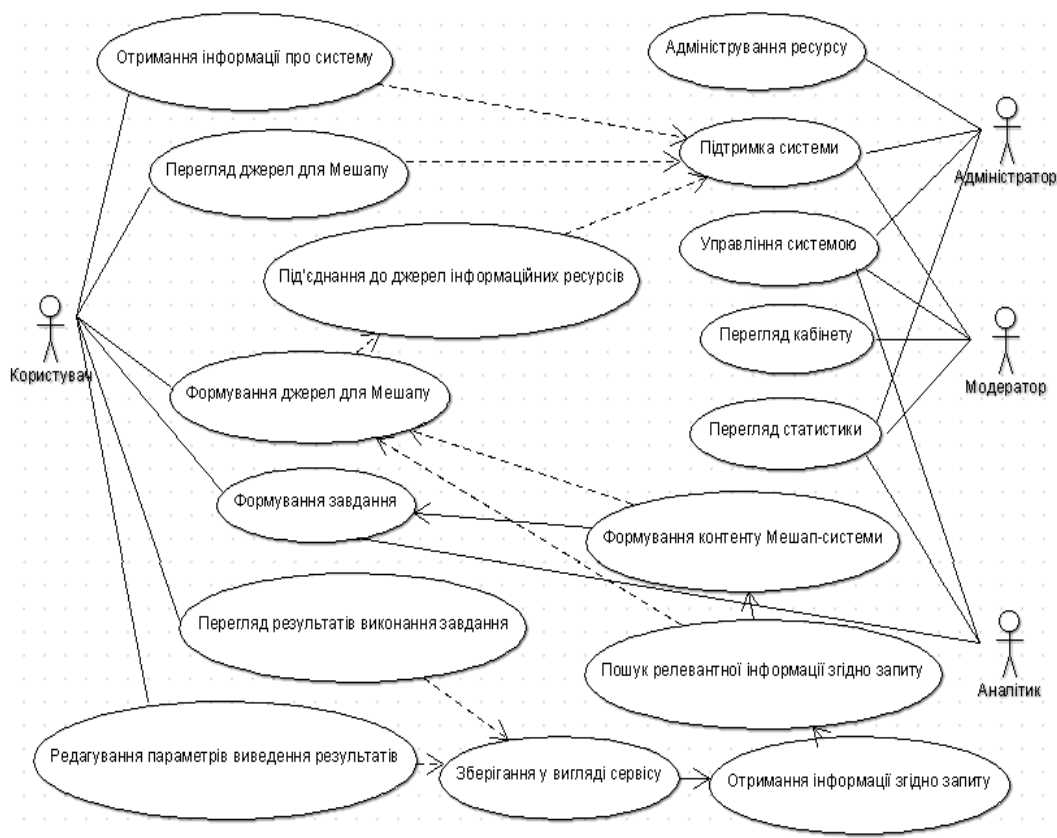 Отримання інформації про систему
Адміністрування ресурсу
Підтримка системи
Адміністратор
Перегляд джерел для Мешапу
Управління системою
Під'єднання до джерел інформаційних ресурсів
Перегляд кабінету
Користувач
Модератор
Формування джерел для Мешапу
Перегляд статистики
Формування завдання
Формування контенту Мешап-системи
Перегляд результатів виконання завдання
Пошук релевантної інформації згідно запиту
Аналітик
Редагування параметрів виведення результатів
Зберігання у вигляді сервісу
Отримання інформації згідно запиту